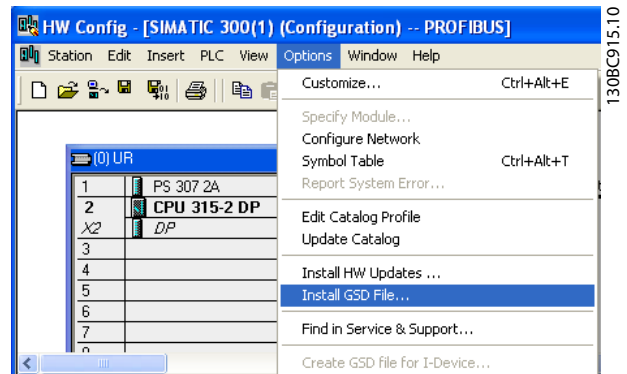 HW Config - [SIMATIC 300(1) (Configuration) -- PROFIBUS]
Station Edit Insert PLC View Options Window Help
Customize... Ctrl+Alt+E
Specify Module...
Configure Network
Symbol Table Ctrl+Alt+T
Report System Error...
Edit Catalog Profile
Update Catalog
Install HW Updates ...
Install GSD File...
Find in Service & Support...
Create GSD file for I-Device...
(0) UR
1 PS 307 2A
2 CPU 315-2 DP
X2 DP
3
4
5
6
7
130BC915.10